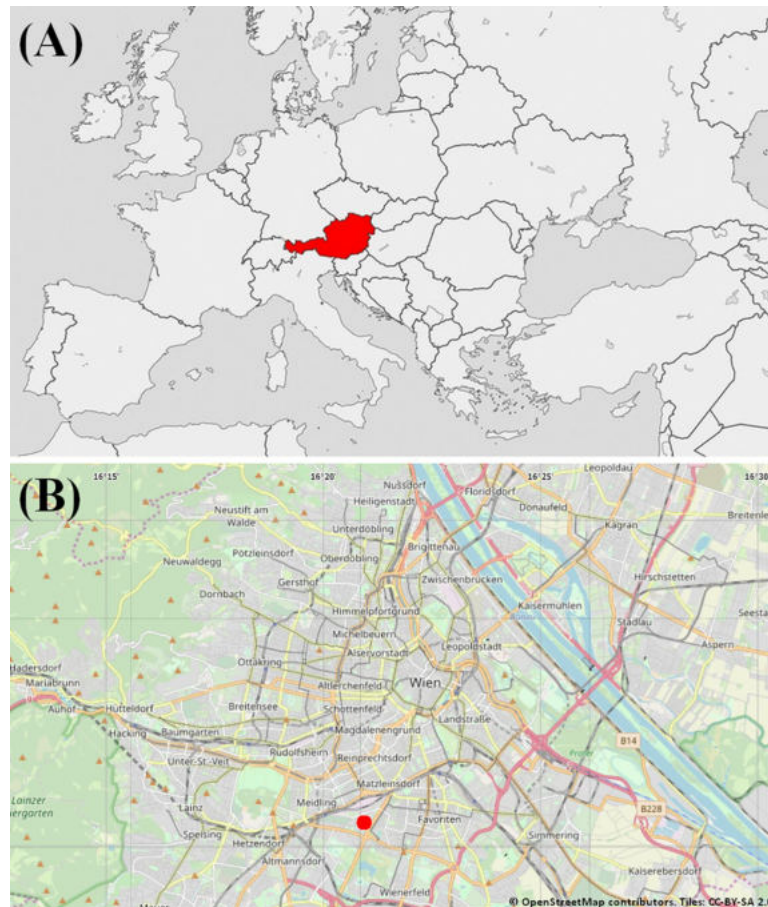 (A)
(B)
16°15'
16°20'
16°25'
16°30'
Nussdorf
Heiligenstadt
Floridsdorf
Leopoldau
Donaufeld
Neustift am
Walde
Unterdöbling
Kagran
Brigittenau
Pötzleinsdorf
Oberdöbling
Neuwaldegg
Gersthof
Zwischenbrücken
Hirschstetten
Dornbach
Himmelpfortgrund
Kaisermühlen
Michelbeuern
Stadlau
Ottakring
Alservorstadt
Leopoldstadt
Aspern
Hadersdorf
Mariabrunn
Altlerchenfeld
Wien
Auhof
Hütteldorf
Breitensee
Schottenfeld
Hacking
Baumgarten
Magdalenengrund
Landstraße
B14
Unter-St.-Veit
Rudolfsheim
Reinprechtsdorf
Prater
Matzleinsdorf
Lainzer
Lainz
Meidling
B228
Speising
Favoriten
Hetzendorf
Simmering
Altmannsdorf
Wienerfeld
Kaiserebersdorf
© OpenStreetMap contributors. Tiles: CC-BY-SA 2.0